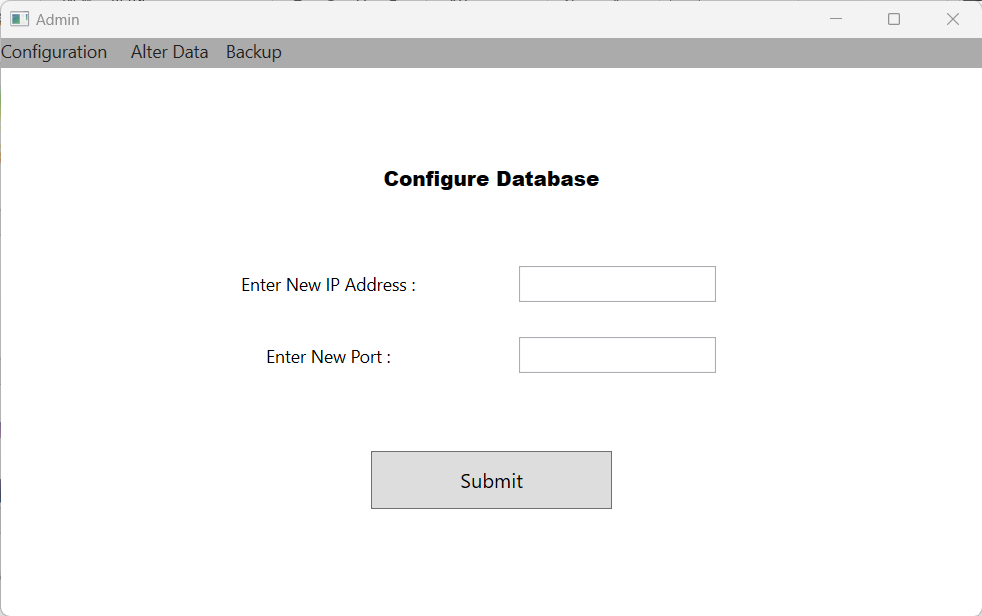 Admin
Configuration Alter Data Backup
Configure Database
Enter New IP Address :
Enter New Port :
Submit